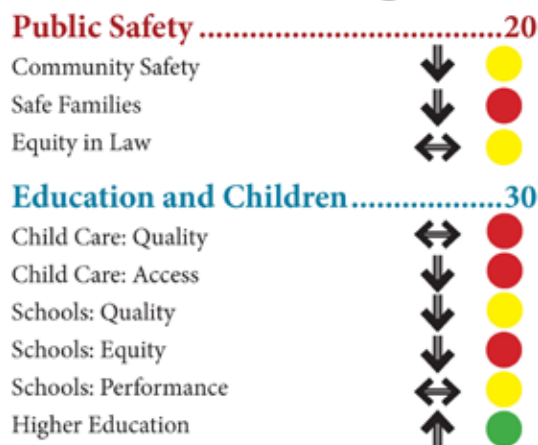 Public Safety....................................20
Community Safety
Safe Families
Equity in Law
Education and Children..................30
Child Care: Quality
Child Care: Access
Schools: Quality
Schools: Equity
Schools: Performance
Higher Education